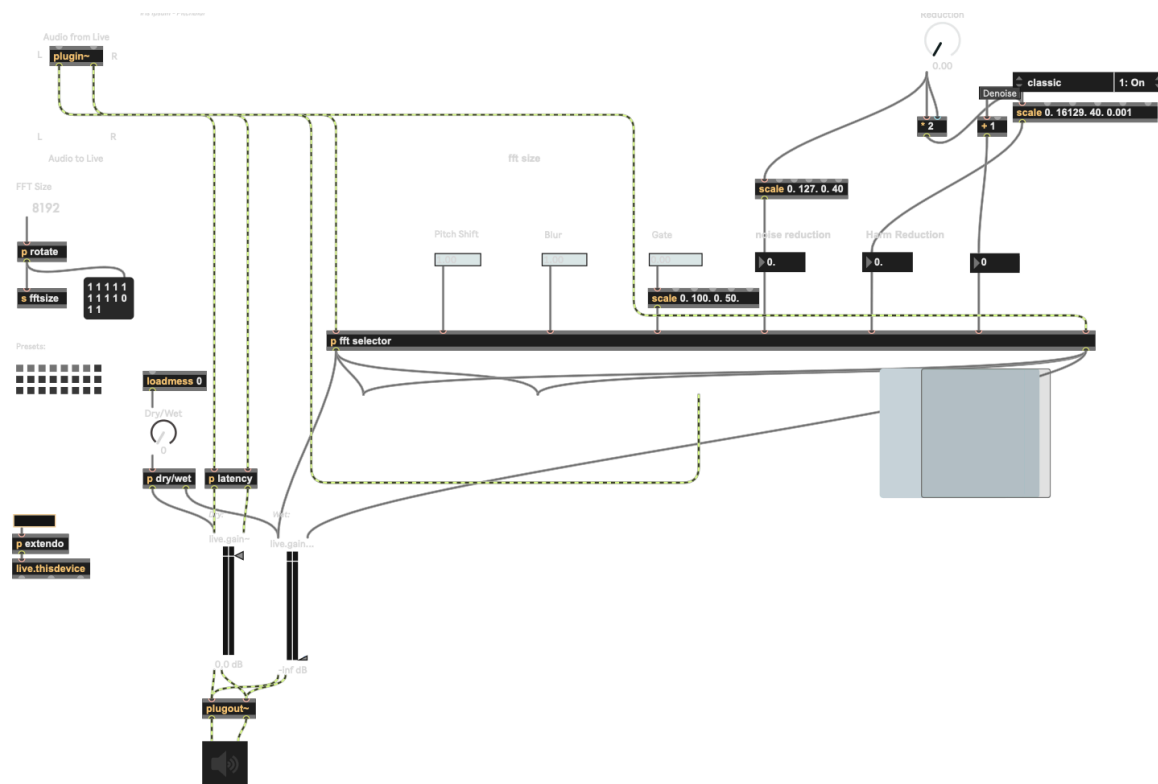 Reduction
0.00
Audio from Live
L
plugin~
R
classic
1: On
Denoise
scale 0. 16129. 40. 0.001
* 2
+ 1
L
R
Audio to Live
fft size
FFT Size
8192
scale 0. 127. 0. 40
p rotate
s fftsize
1 1 1 1 1
1 1 1 1 0
1 1
Pitch Shift
Blur
Gate
noise reduction
Harm Reduction
0.
0.
0
scale 0. 100. 0. 50.
p fft selector
Presets:
loadmess 0
Dry/Wet
0
p dry/wet
p latency
Dry:
Wet:
live.gain~
live.gain...
p extendo
live.thisdevice
0.0 dB
-inf dB
plugout~